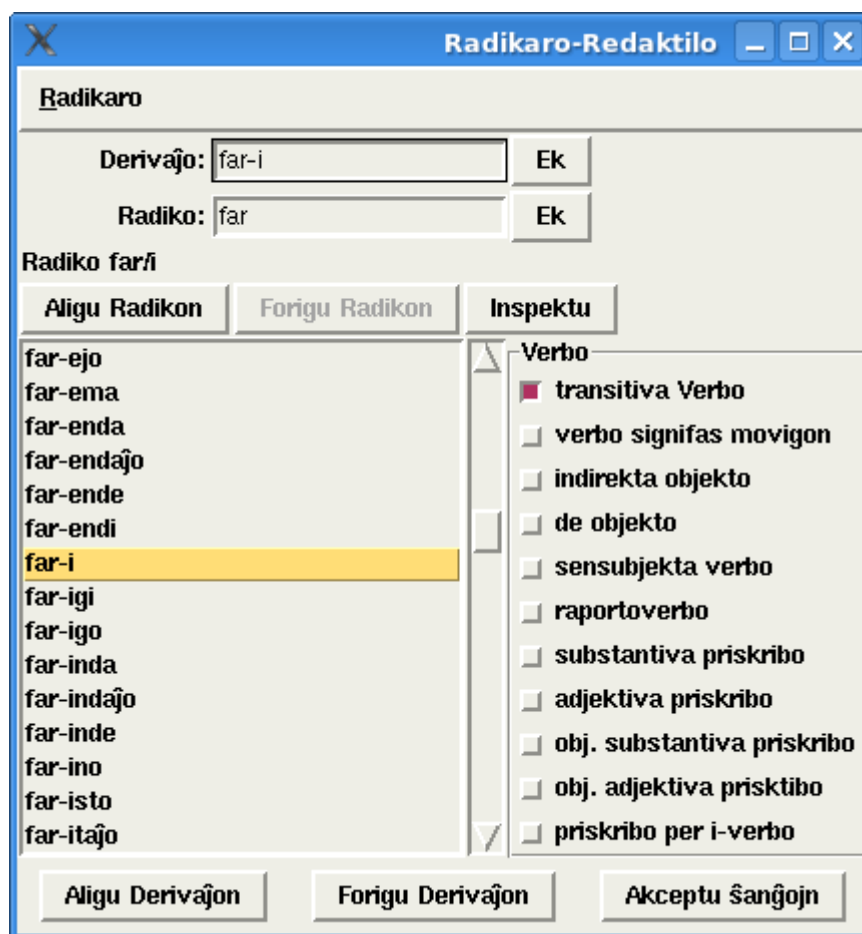 Radikaro-Redaktilo
Radikaro
Derivaĵo: far-i Ek
Radiko: far Ek
Radiko far/i
Aligu Radikon Forigu Radikon Inspektu
far-ejo
far-ema
far-enda
far-endaĵo
far-ende
far-endi
far-i
far-igi
far-igo
far-inda
far-indaĵo
far-inde
far-ino
far-isto
far-itaĵo
Verbo
transitiva Verbo
verbo signifas movigon
indirekta objekto
de objekto
sensubjekta verbo
raportoverbo
substantiva priskribo
adjektiva priskribo
obj. substantiva priskribo
obj. adjektiva prisktibo
priskribo per i-verbo
Aligu Derivaĵon Forigu Derivaĵon Akceptu ŝanĝojn